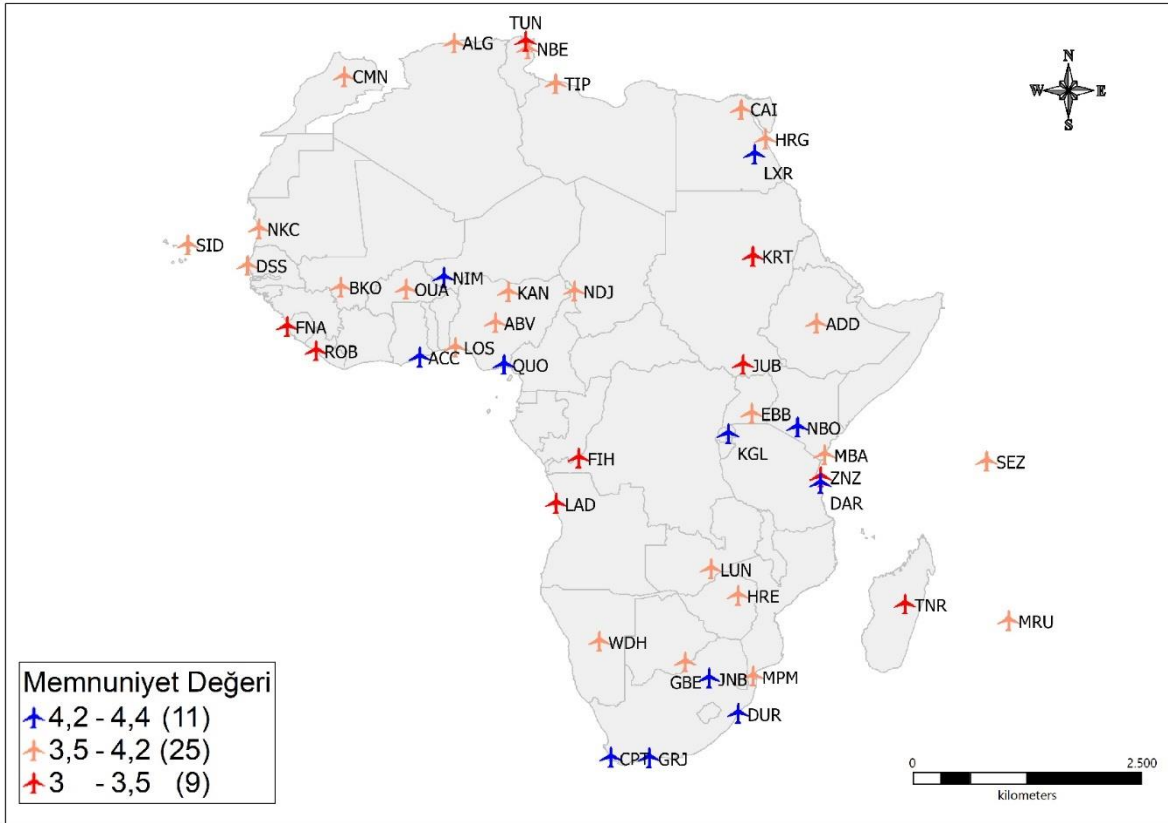 TUN
ALG
NBE
CMN
TIP
CAI
HRG
LXR
N
W E
S
NKC
SID
DSS
KRT
BKO
OUA
NIM
KAN
NDJ
FNA
ABV
ADD
ROB
ACC
LOS
QUO
JUB
EBB
NBO
KGL
MBA
SEZ
FIH
ZNZ
DAR
LAD
LUN
HRE
TNR
MRU
WDH
GBE
JNB
MPM
DUR
CPT
GRJ
Memnuniyet Değeri
4,2 - 4,4 (11)
3,5 - 4,2 (25)
3 - 3,5 (9)
0 2.500
kilometers